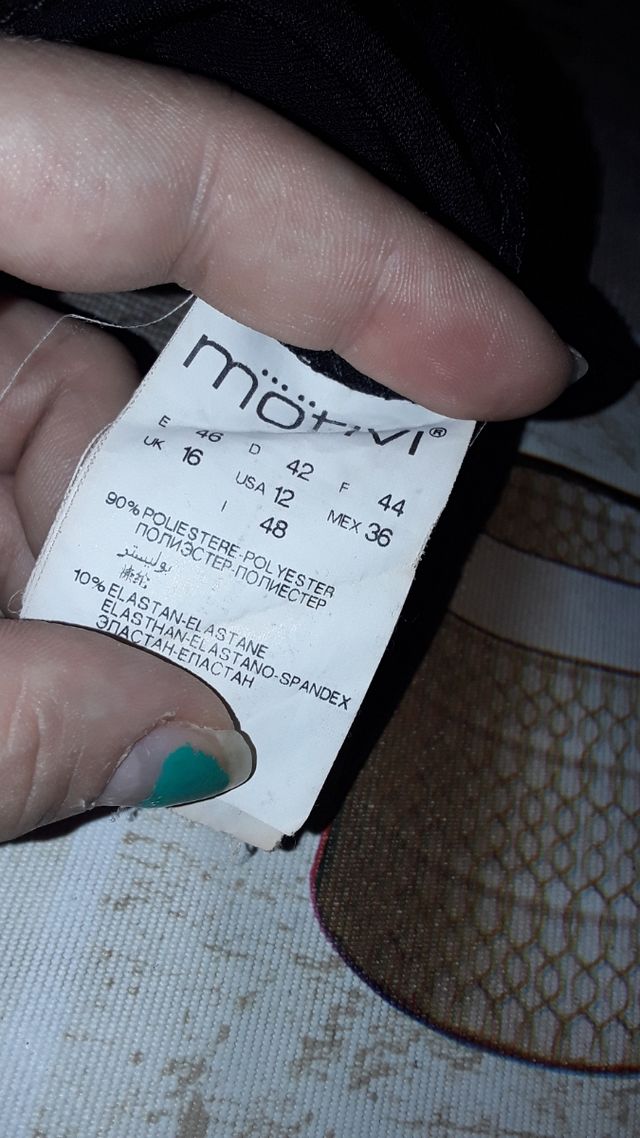 mötivi®
E 46 D 42 F 44
UK 16 USA 12 MEX 36
I 48
90% POLIESTERE-POLYESTER
ПОЛИЭСТЕР-ПОЛИЕСТЕР
بوليستر
10% ELASTAN-ELASTANE
ELASTHAN-ELASTANO-SPANDEX
ЭЛАСТАН-ЕЛАСТАН